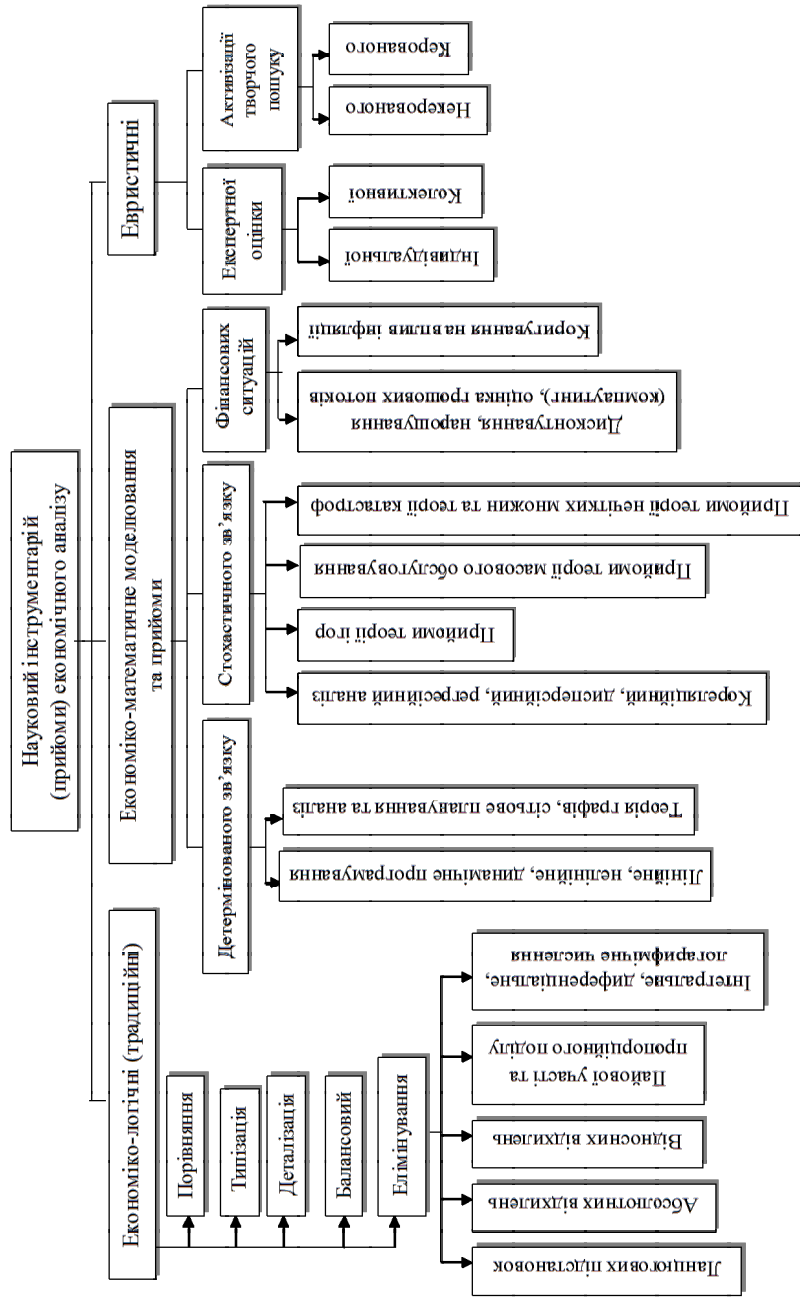 Науковий інструментарій
(прийоми) економічного аналізу
Економіко-логічні (традиційні)
Порівняння
Типізація
Деталізація
Балансовий
Елімінування
Ланцюгових підстановок
Абсолютних відхилень
Відносних відхилень
Пайової участі та
пропорційного поділу
Інтегральне, диференціальне,
логарифмічне числення
Економіко-математичне моделювання
та прийоми
Детермінованого зв’язку
Лінійне, нелінійне, динамічне програмування
Теорія графів, сітьове планування та аналіз
Стохастичного зв’язку
Кореляційний, дисперсійний, регресійний аналіз
Прийоми теорії ігор
Прийоми теорії масового обслуговування
Прийоми теорії нечітких множин та теорії катастроф
Фінансових
ситуацій
Дисконтування, нарощування
(компаутинг), оцінка грошових потоків
Коригування на вплив інфляції
Евристичні
Експертної
оцінки
Індивідуальної
Колективної
Активізації
творчого
пошуку
Некерованого
Керованого